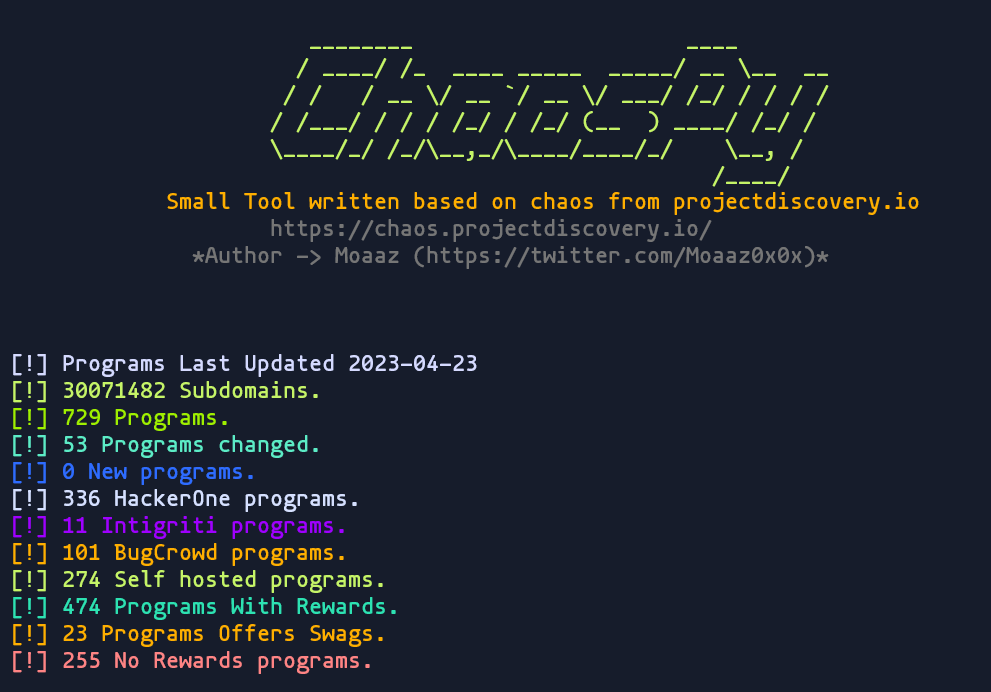 ChaosPy
Small Tool written based on chaos from projectdiscovery.io
https://chaos.projectdiscovery.io/
*Author -> Moaaz (https://twitter.com/Moaaz0x0x)*
[!] Programs Last Updated 2023-04-23
[!] 30071482 Subdomains.
[!] 729 Programs.
[!] 53 Programs changed.
[!] 0 New programs.
[!] 336 HackerOne programs.
[!] 11 Intigriti programs.
[!] 101 BugCrowd programs.
[!] 274 Self hosted programs.
[!] 474 Programs With Rewards.
[!] 23 Programs Offers Swags.
[!] 255 No Rewards programs.